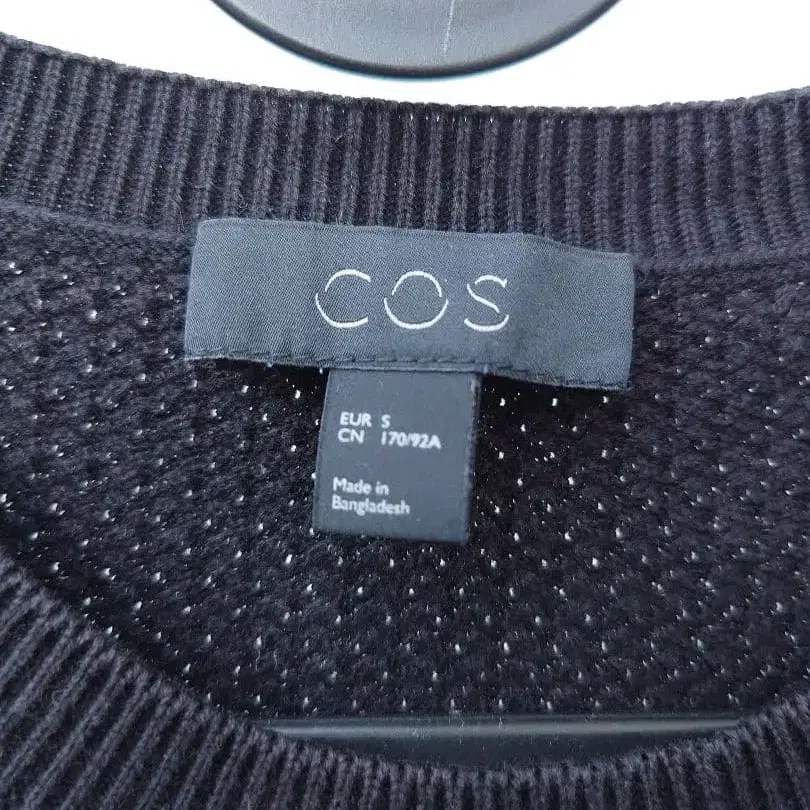 COS
EUR S
CN 170/92A
Made in
Bangladesh